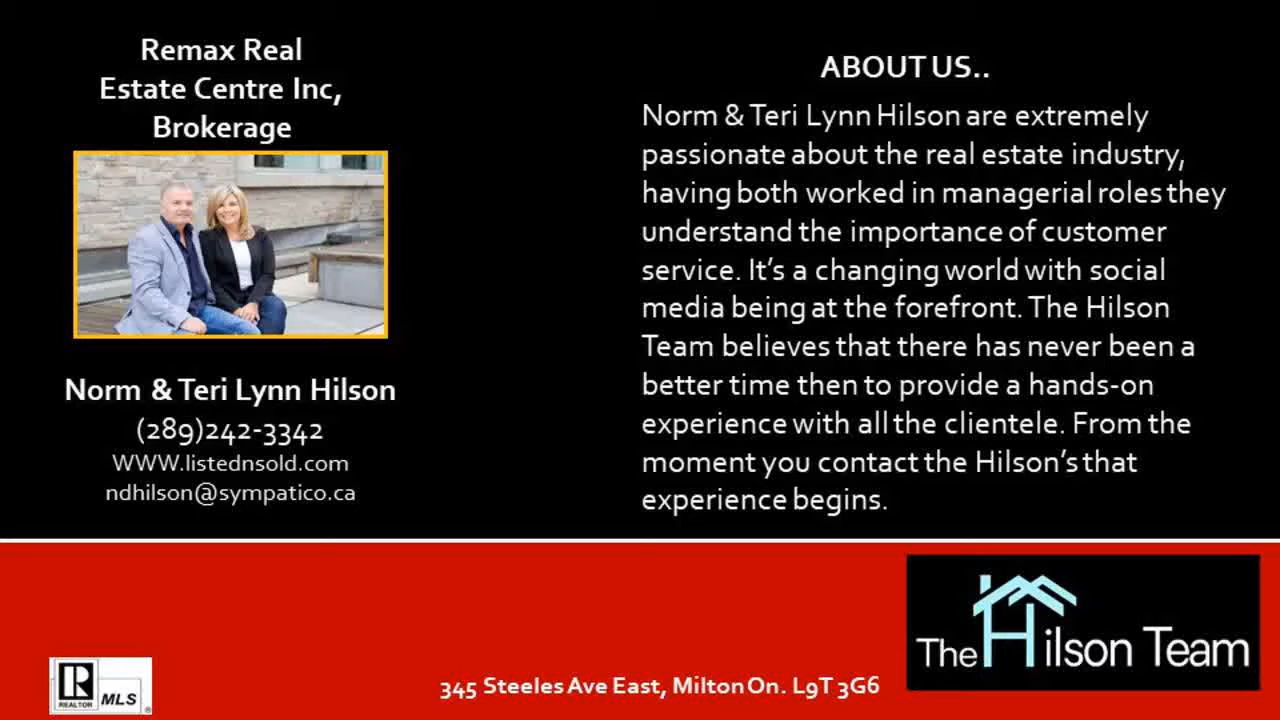 Remax Real
Estate Centre Inc,
Brokerage
Norm & Teri Lynn Hilson
(289)242-3342
WWW.listednsold.com
ndhilson@sympatico.ca
ABOUT US..
Norm & Teri Lynn Hilson are extremely
passionate about the real estate industry,
having both worked in managerial roles they
understand the importance of customer
service. It's a changing world with social
media being at the forefront. The Hilson
Team believes that there has never been a
better time then to provide a hands-on
experience with all the clientele. From the
moment you contact the Hilson's that
experience begins.
The Hilson Team
R
REALTOR
MLS
®
345 Steeles Ave East, Milton On. L9T 3G6